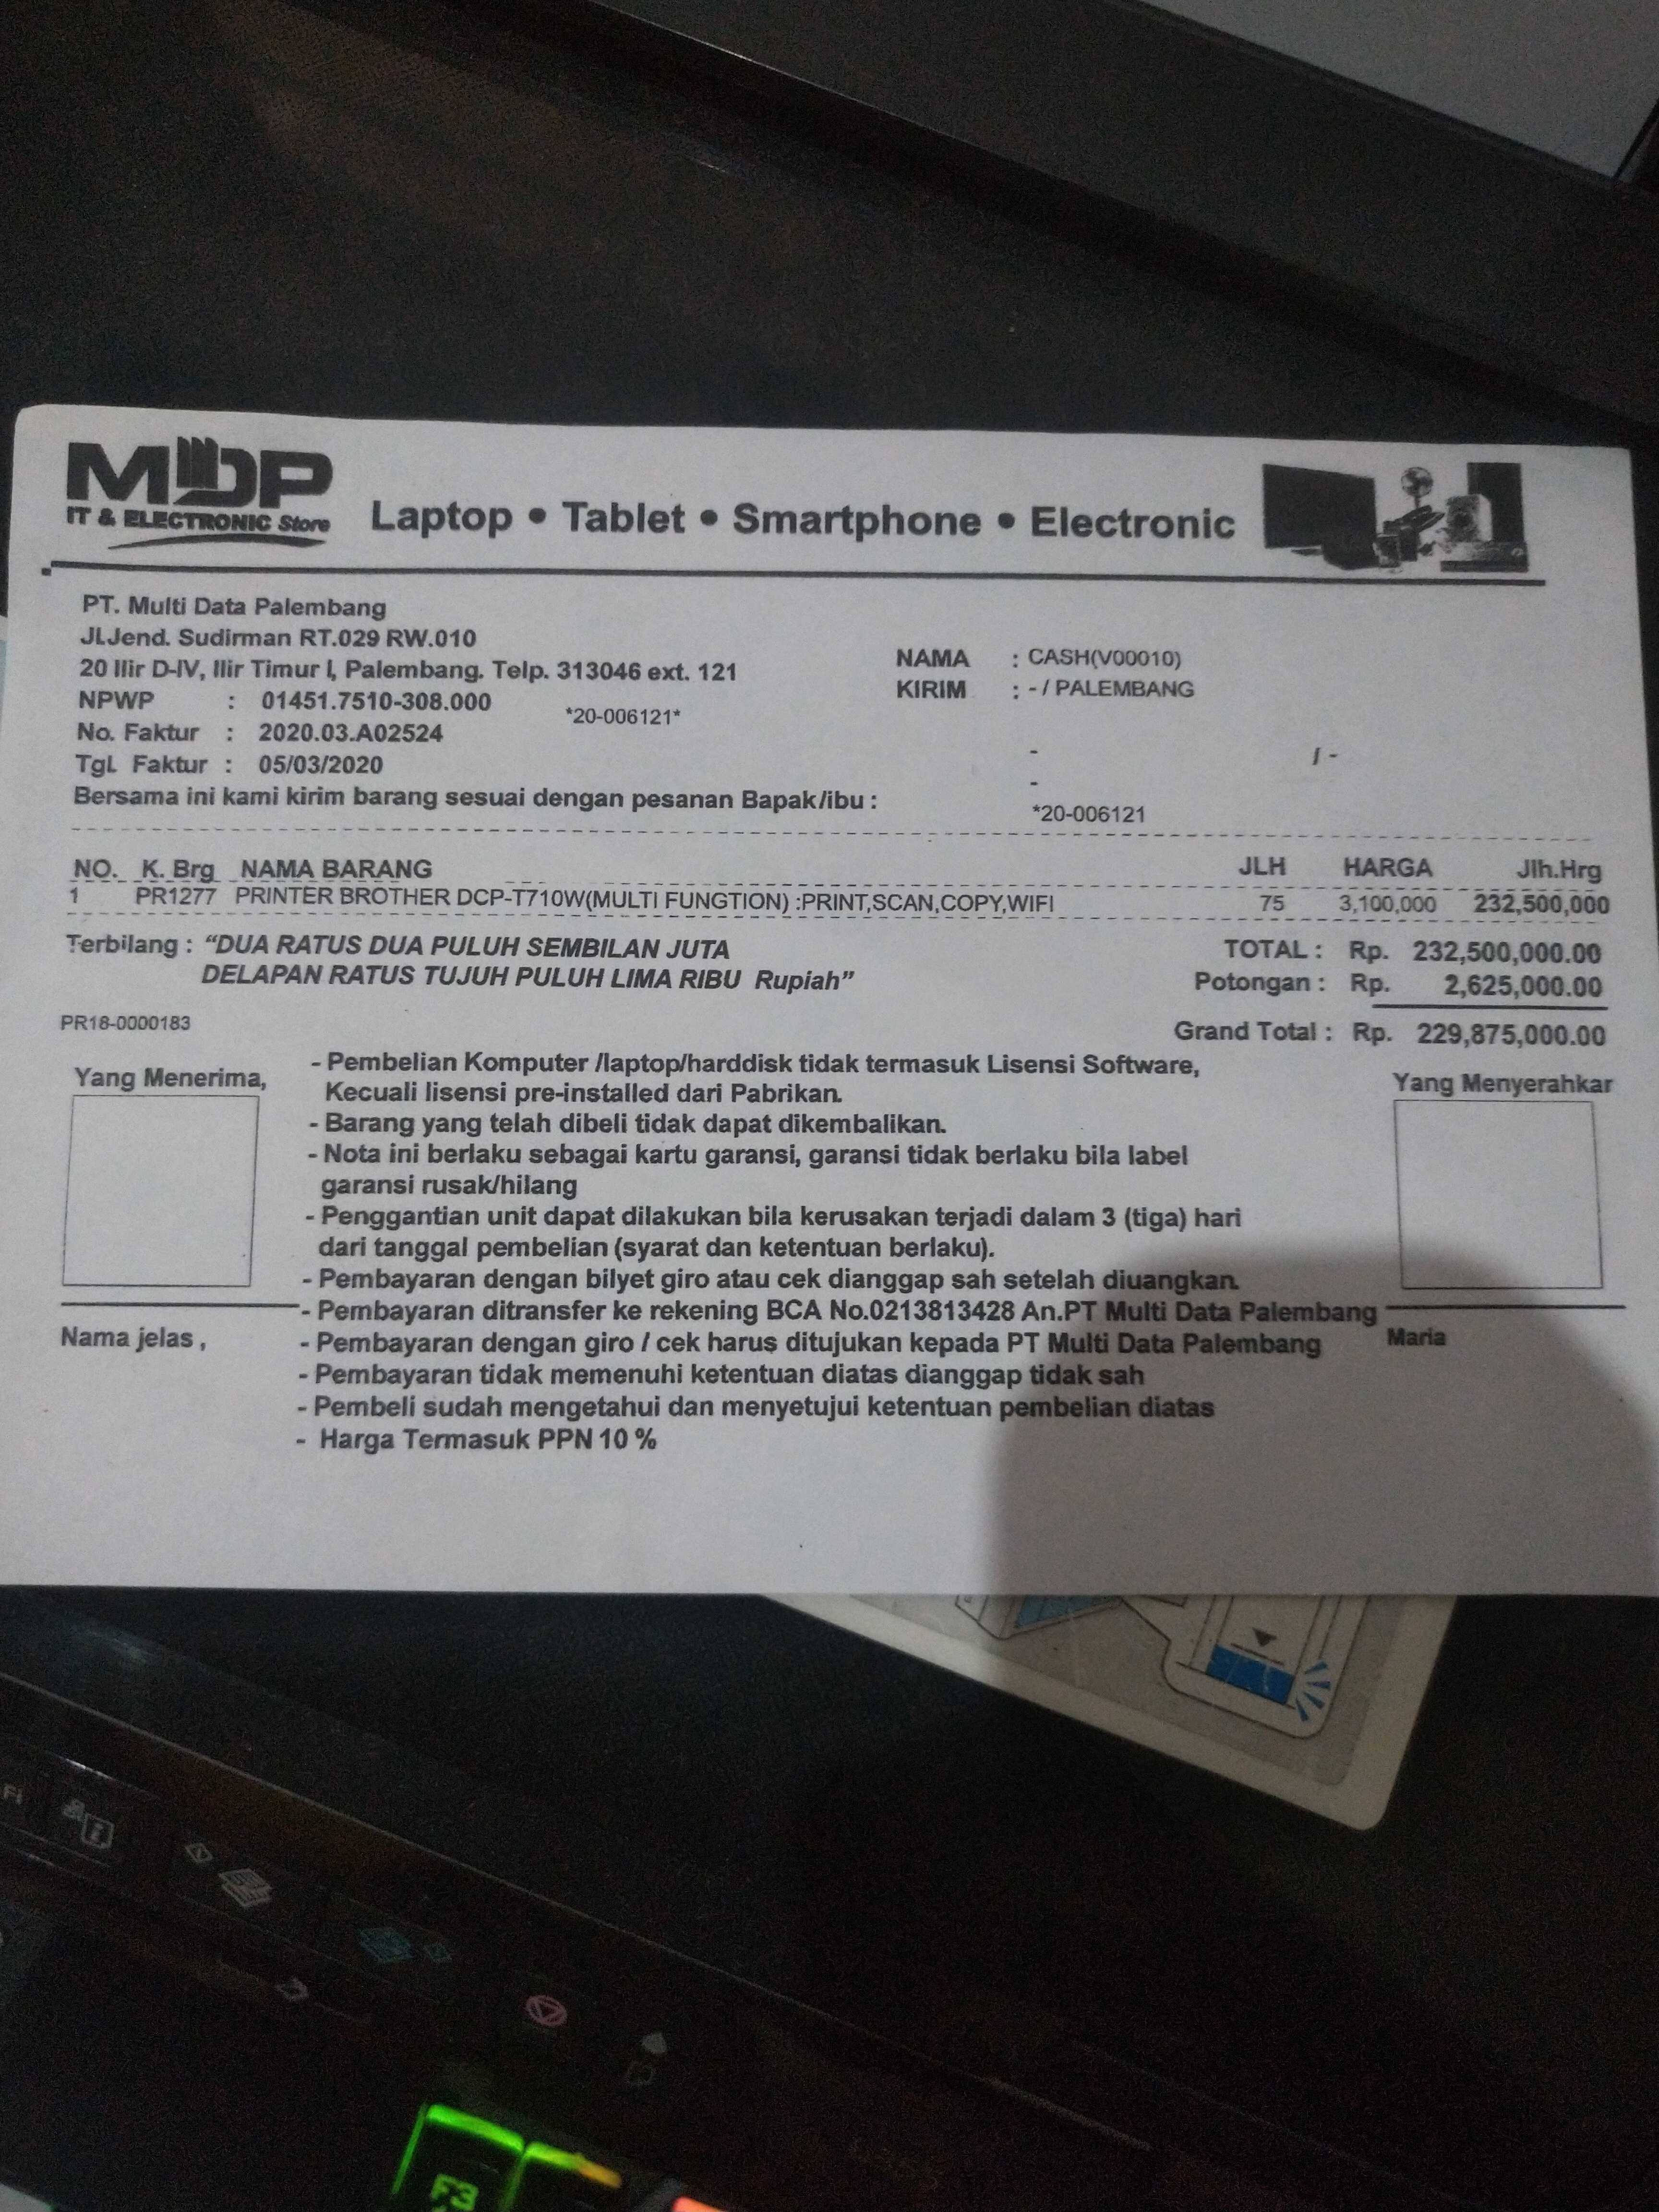 MDP
IT & ELECTRONIC Store
Laptop • Tablet • Smartphone • Electronic
PT. Multi Data Palembang
Jl.Jend. Sudirman RT.029 RW.010
20 Ilir D-IV, Ilir Timur I, Palembang. Telp. 313046 ext. 121
NPWP : 01451.7510-308.000
*20-006121*
No. Faktur : 2020.03.A02524
Tgl. Faktur : 05/03/2020
Bersama ini kami kirim barang sesuai dengan pesanan Bapak/ibu :
NAMA : CASH(V00010)
KIRIM : - / PALEMBANG
- / -
-
*20-006121
NO. K. Brg NAMA BARANG JLH HARGA Jlh.Hrg
1 PR1277 PRINTER BROTHER DCP-T710W(MULTI FUNGTION) :PRINT,SCAN,COPY,WIFI 75 3,100,000 232,500,000
Terbilang : “DUA RATUS DUA PULUH SEMBILAN JUTA
DELAPAN RATUS TUJUH PULUH LIMA RIBU Rupiah”
TOTAL : Rp. 232,500,000.00
Potongan : Rp. 2,625,000.00
Grand Total : Rp. 229,875,000.00
PR18-0000183
Yang Menerima,
- Pembelian Komputer /laptop/harddisk tidak termasuk Lisensi Software,
Kecuali lisensi pre-installed dari Pabrikan.
- Barang yang telah dibeli tidak dapat dikembalikan.
- Nota ini berlaku sebagai kartu garansi, garansi tidak berlaku bila label
garansi rusak/hilang
- Penggantian unit dapat dilakukan bila kerusakan terjadi dalam 3 (tiga) hari
dari tanggal pembelian (syarat dan ketentuan berlaku).
- Pembayaran dengan bilyet giro atau cek dianggap sah setelah diuangkan.
- Pembayaran ditransfer ke rekening BCA No.0213813428 An.PT Multi Data Palembang
- Pembayaran dengan giro / cek harus ditujukan kepada PT Multi Data Palembang
- Pembayaran tidak memenuhi ketentuan diatas dianggap tidak sah
- Pembeli sudah mengetahui dan menyetujui ketentuan pembelian diatas
- Harga Termasuk PPN 10 %
Yang Menyerahkar
Nama jelas ,
Maria
Fi
F3